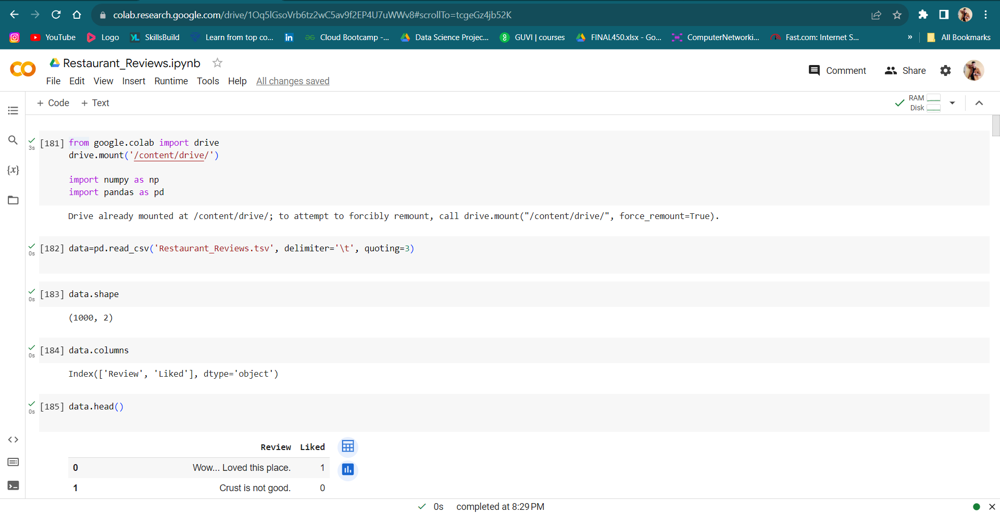 colab.research.google.com/drive/1Oq5lGsoVrb6tz2wC5av9f2EP4U7uWWv8#scrollTo=tcgeGz4jb52K
YouTube Logo SkillsBuild Learn from top co... Cloud Bootcamp -... Data Science Projec... GUVI | courses FINAL450.xlsx - Go... ComputerNetworki... Fast.com: Internet S... » All Bookmarks
Restaurant_Reviews.ipynb
File Edit View Insert Runtime Tools Help All changes saved
Comment Share
+ Code + Text
RAM
Disk
[181] from google.colab import drive
3s
drive.mount('/content/drive/')
import numpy as np
import pandas as pd
Drive already mounted at /content/drive/; to attempt to forcibly remount, call drive.mount("/content/drive/", force_remount=True).
[182] data=pd.read_csv('Restaurant_Reviews.tsv', delimiter='\t', quoting=3)
0s
[183] data.shape
0s
(1000, 2)
[184] data.columns
0s
Index(['Review', 'Liked'], dtype='object')
[185] data.head()
0s
Review Liked
0 Wow... Loved this place. 1
1 Crust is not good. 0
0s completed at 8:29 PM